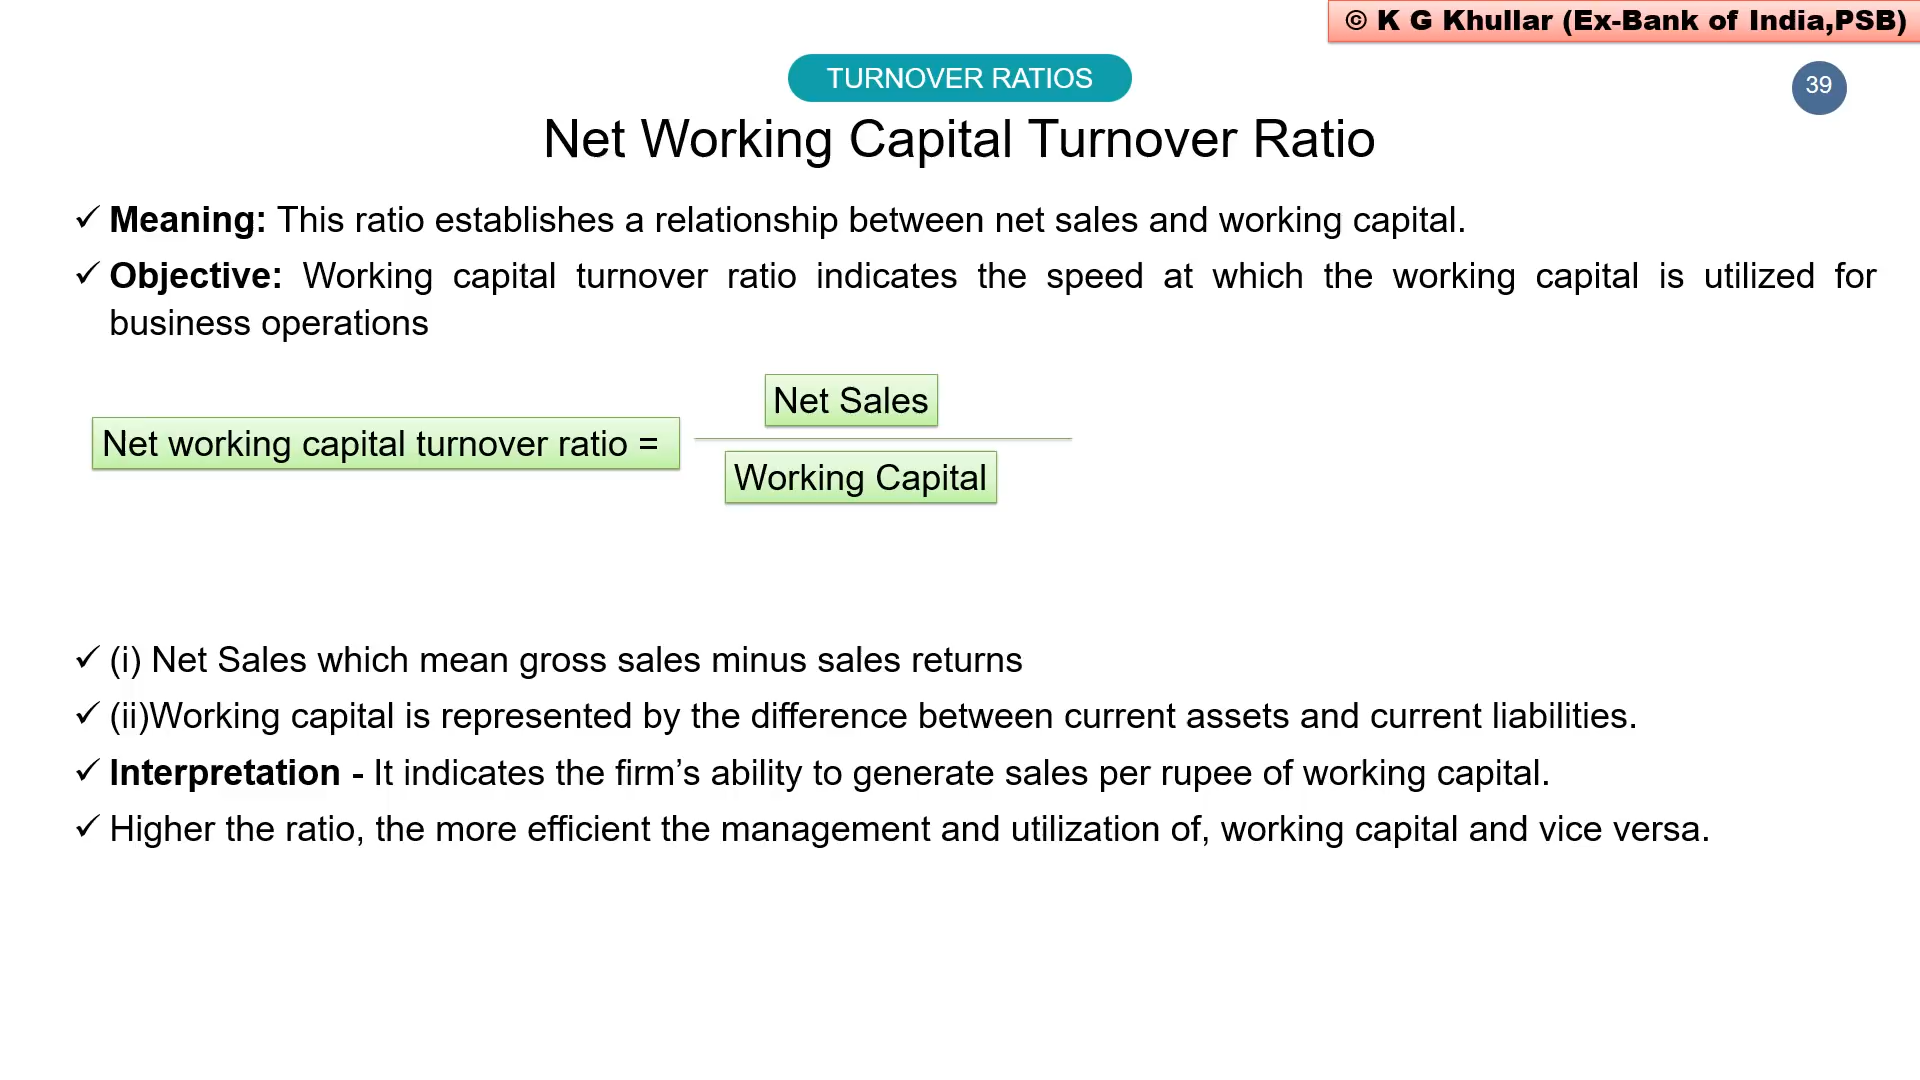 © K G Khullar (Ex-Bank of India,PSB)
TURNOVER RATIOS
39
Net Working Capital Turnover Ratio
✓ Meaning: This ratio establishes a relationship between net sales and working capital.
✓ Objective: Working capital turnover ratio indicates the speed at which the working capital is utilized for
business operations
Net Sales
Net working capital turnover ratio =
Working Capital
✓ (i) Net Sales which mean gross sales minus sales returns
✓ (ii)Working capital is represented by the difference between current assets and current liabilities.
✓ Interpretation - It indicates the firm’s ability to generate sales per rupee of working capital.
✓ Higher the ratio, the more efficient the management and utilization of, working capital and vice versa.